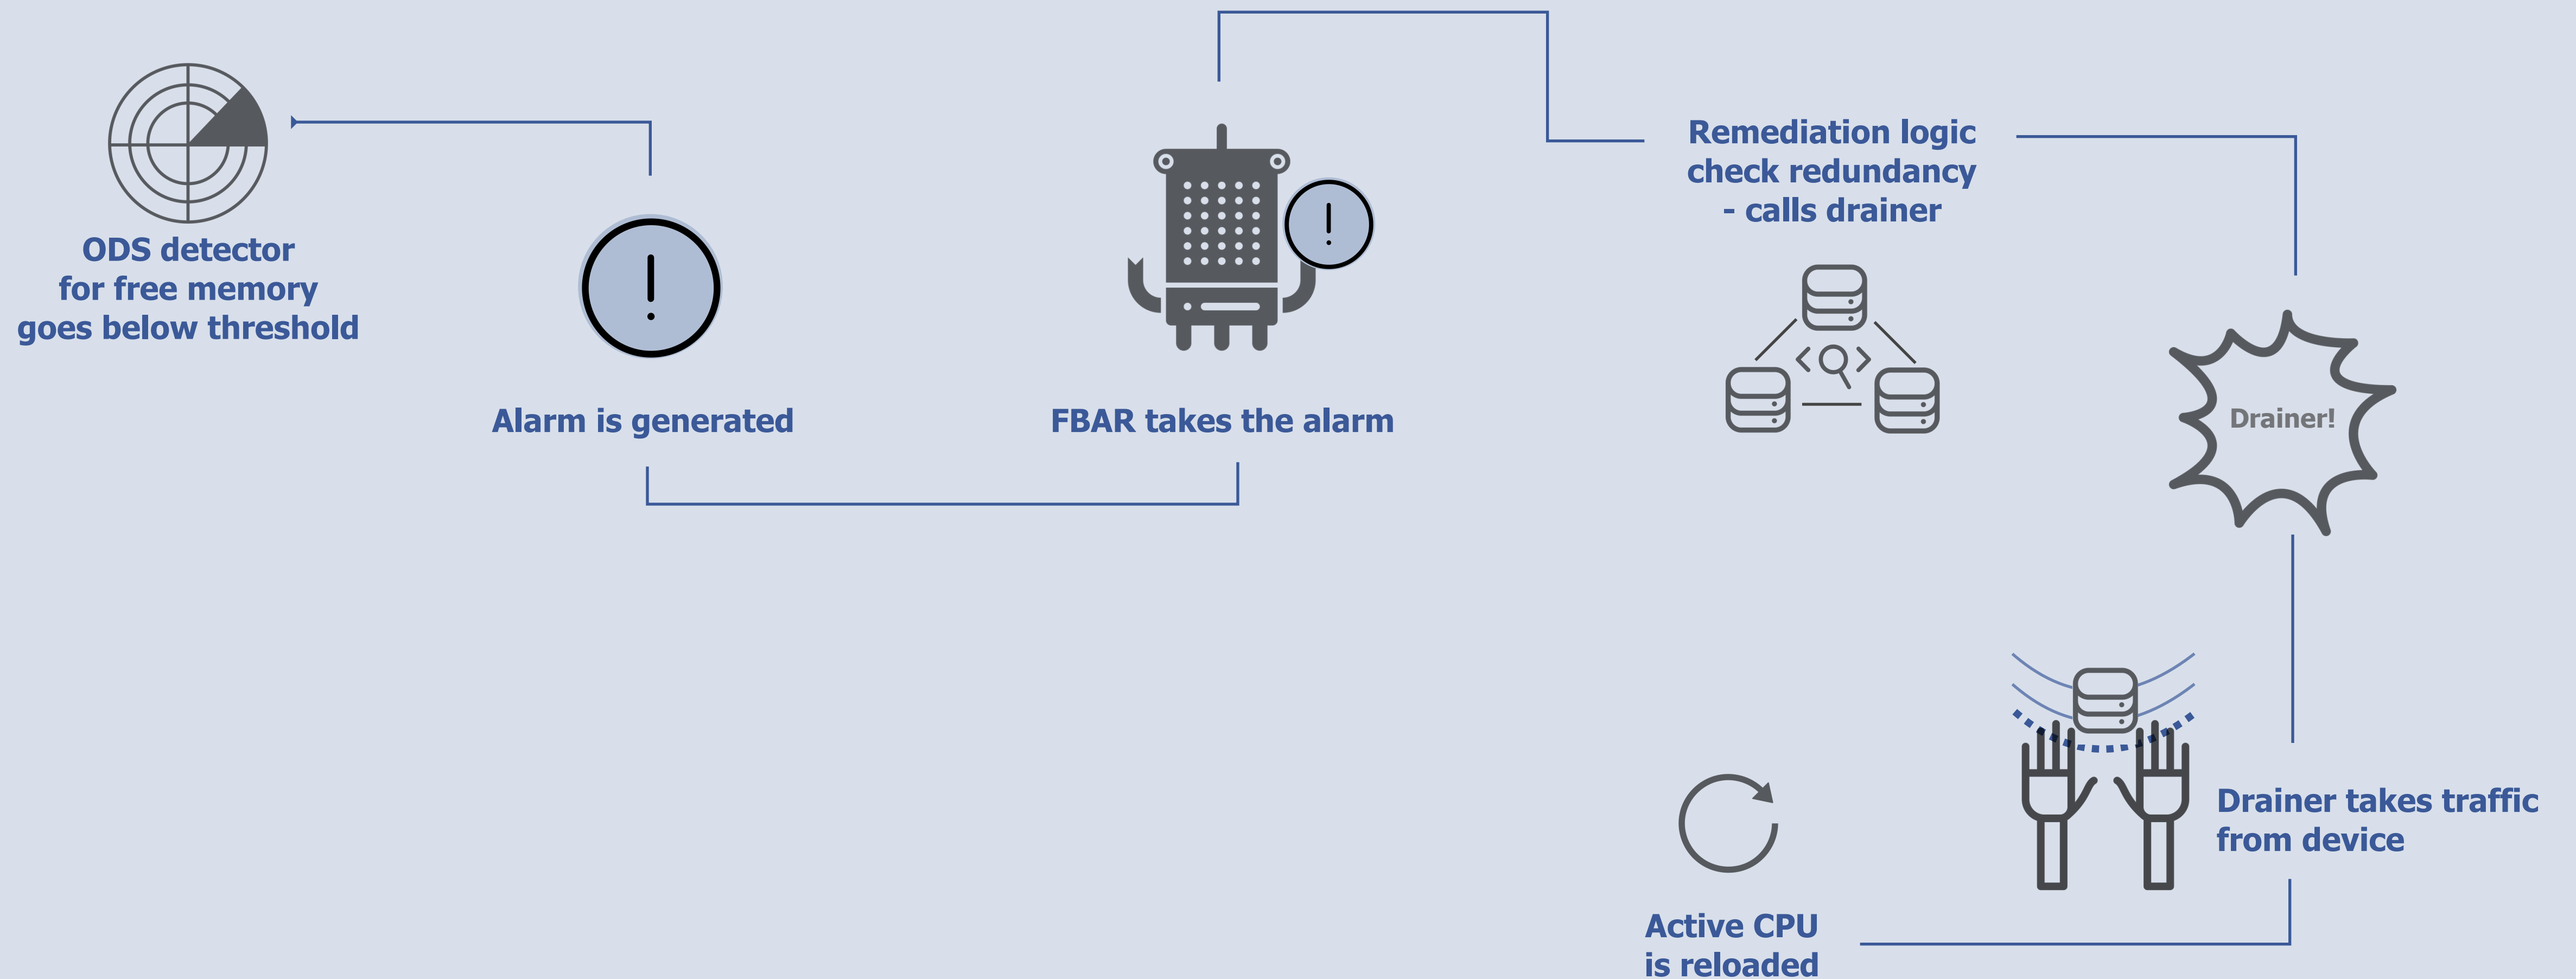 ODS detector
for free memory
goes below threshold
!
Alarm is generated
!
FBAR takes the alarm
Remediation logic
check redundancy
- calls drainer
Drainer!
Drainer takes traffic
from device
Active CPU
is reloaded